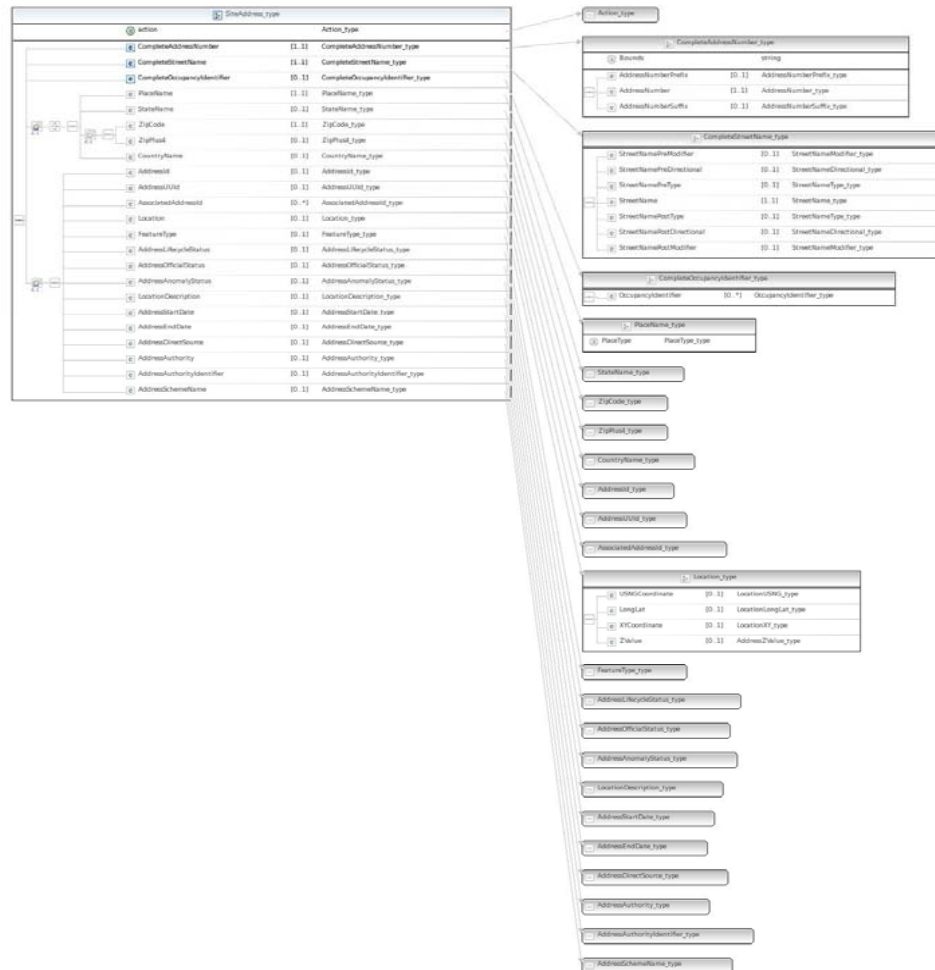 SiteAddress_type
action Action_type
CompleteAddressNumber [1..1] CompleteAddressNumber_type
CompleteStreetName [1..1] CompleteStreetName_type
CompleteOccupancyIdentifier [0..1] CompleteOccupancyIdentifier_type
PlaceName [1..1] PlaceName_type
StateName [0..1] StateName_type
ZipCode [1..1] ZipCode_type
ZipPlus4 [0..1] ZipPlus4_type
CountryName [0..1] CountryName_type
AddressId [0..1] AddressId_type
AddressUUId [0..1] AddressUUId_type
AssociatedAddressId [0..*] AssociatedAddressId_type
Location [0..1] Location_type
FeatureType [0..1] FeatureType_type
AddressLifecycleStatus [0..1] AddressLifecycleStatus_type
AddressOfficialStatus [0..1] AddressOfficialStatus_type
AddressAnomalyStatus [0..1] AddressAnomalyStatus_type
LocationDescription [0..1] LocationDescription_type
AddressStartDate [0..1] AddressStartDate_type
AddressEndDate [0..1] AddressEndDate_type
AddressDirectSource [0..1] AddressDirectSource_type
AddressAuthority [0..1] AddressAuthority_type
AddressAuthorityIdentifier [0..1] AddressAuthorityIdentifier_type
AddressSchemeName [0..1] AddressSchemeName_type
Action_type
CompleteAddressNumber_type
Bounds string
AddressNumberPrefix [0..1] AddressNumberPrefix_type
AddressNumber [1..1] AddressNumber_type
AddressNumberSuffix [0..1] AddressNumberSuffix_type
CompleteStreetName_type
StreetNamePreModifier [0..1] StreetNameModifier_type
StreetNamePreDirectional [0..1] StreetNameDirectional_type
StreetNamePreType [0..1] StreetNameType_type
StreetName [1..1] StreetName_type
StreetNamePostType [0..1] StreetNameType_type
StreetNamePostDirectional [0..1] StreetNameDirectional_type
StreetNamePostModifier [0..1] StreetNameModifier_type
CompleteOccupancyIdentifier_type
OccupancyIdentifier [0..*] OccupancyIdentifier_type
PlaceName_type
PlaceType PlaceType_type
StateName_type
ZipCode_type
ZipPlus4_type
CountryName_type
AddressId_type
AddressUUId_type
AssociatedAddressId_type
Location_type
USNGCoordinate [0..1] LocationUSNG_type
LongLat [0..1] LocationLongLat_type
XYCoordinate [0..1] LocationXY_type
ZValue [0..1] AddressZValue_type
FeatureType_type
AddressLifecycleStatus_type
AddressOfficialStatus_type
AddressAnomalyStatus_type
LocationDescription_type
AddressStartDate_type
AddressEndDate_type
AddressDirectSource_type
AddressAuthority_type
AddressAuthorityIdentifier_type
AddressSchemeName_type